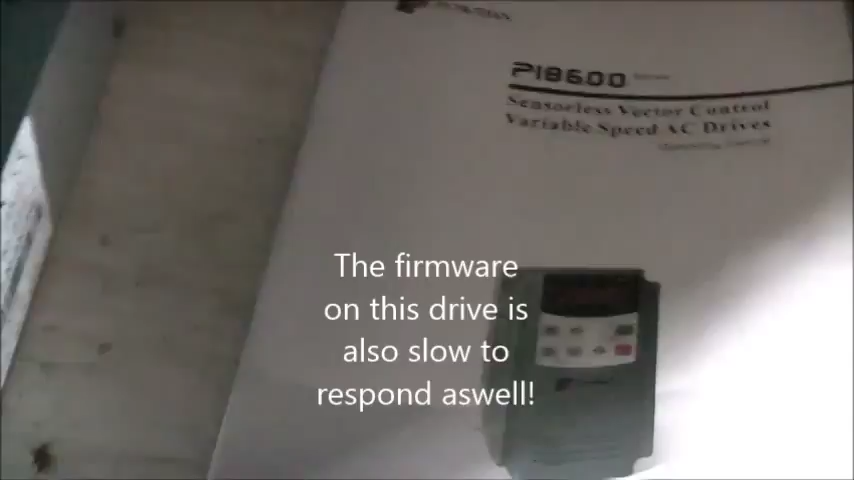 PI8600
Sensorless Vector Control
Variable Speed AC Drives
The firmware
on this drive is
also slow to
respond aswell!